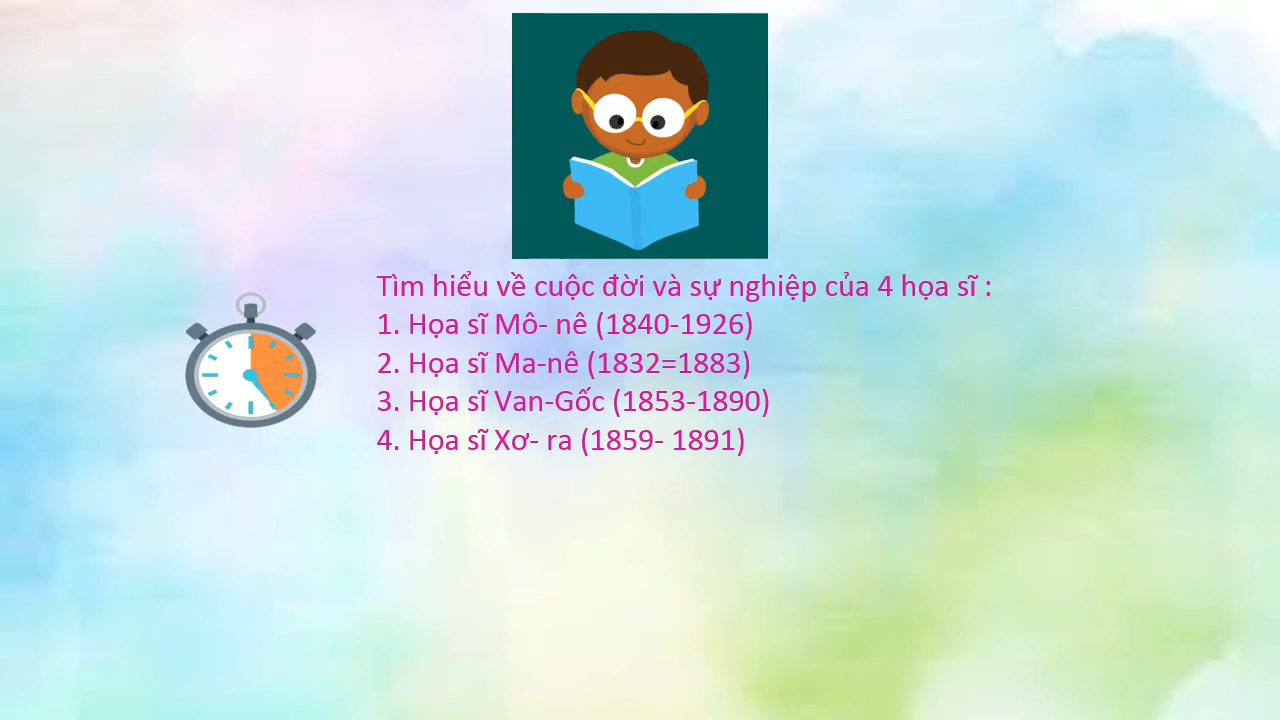 Tìm hiểu về cuộc đời và sự nghiệp của 4 họa sĩ :
1. Họa sĩ Mô- nê (1840-1926)
2. Họa sĩ Ma-nê (1832=1883)
3. Họa sĩ Van-Gốc (1853-1890)
4. Họa sĩ Xơ- ra (1859- 1891)